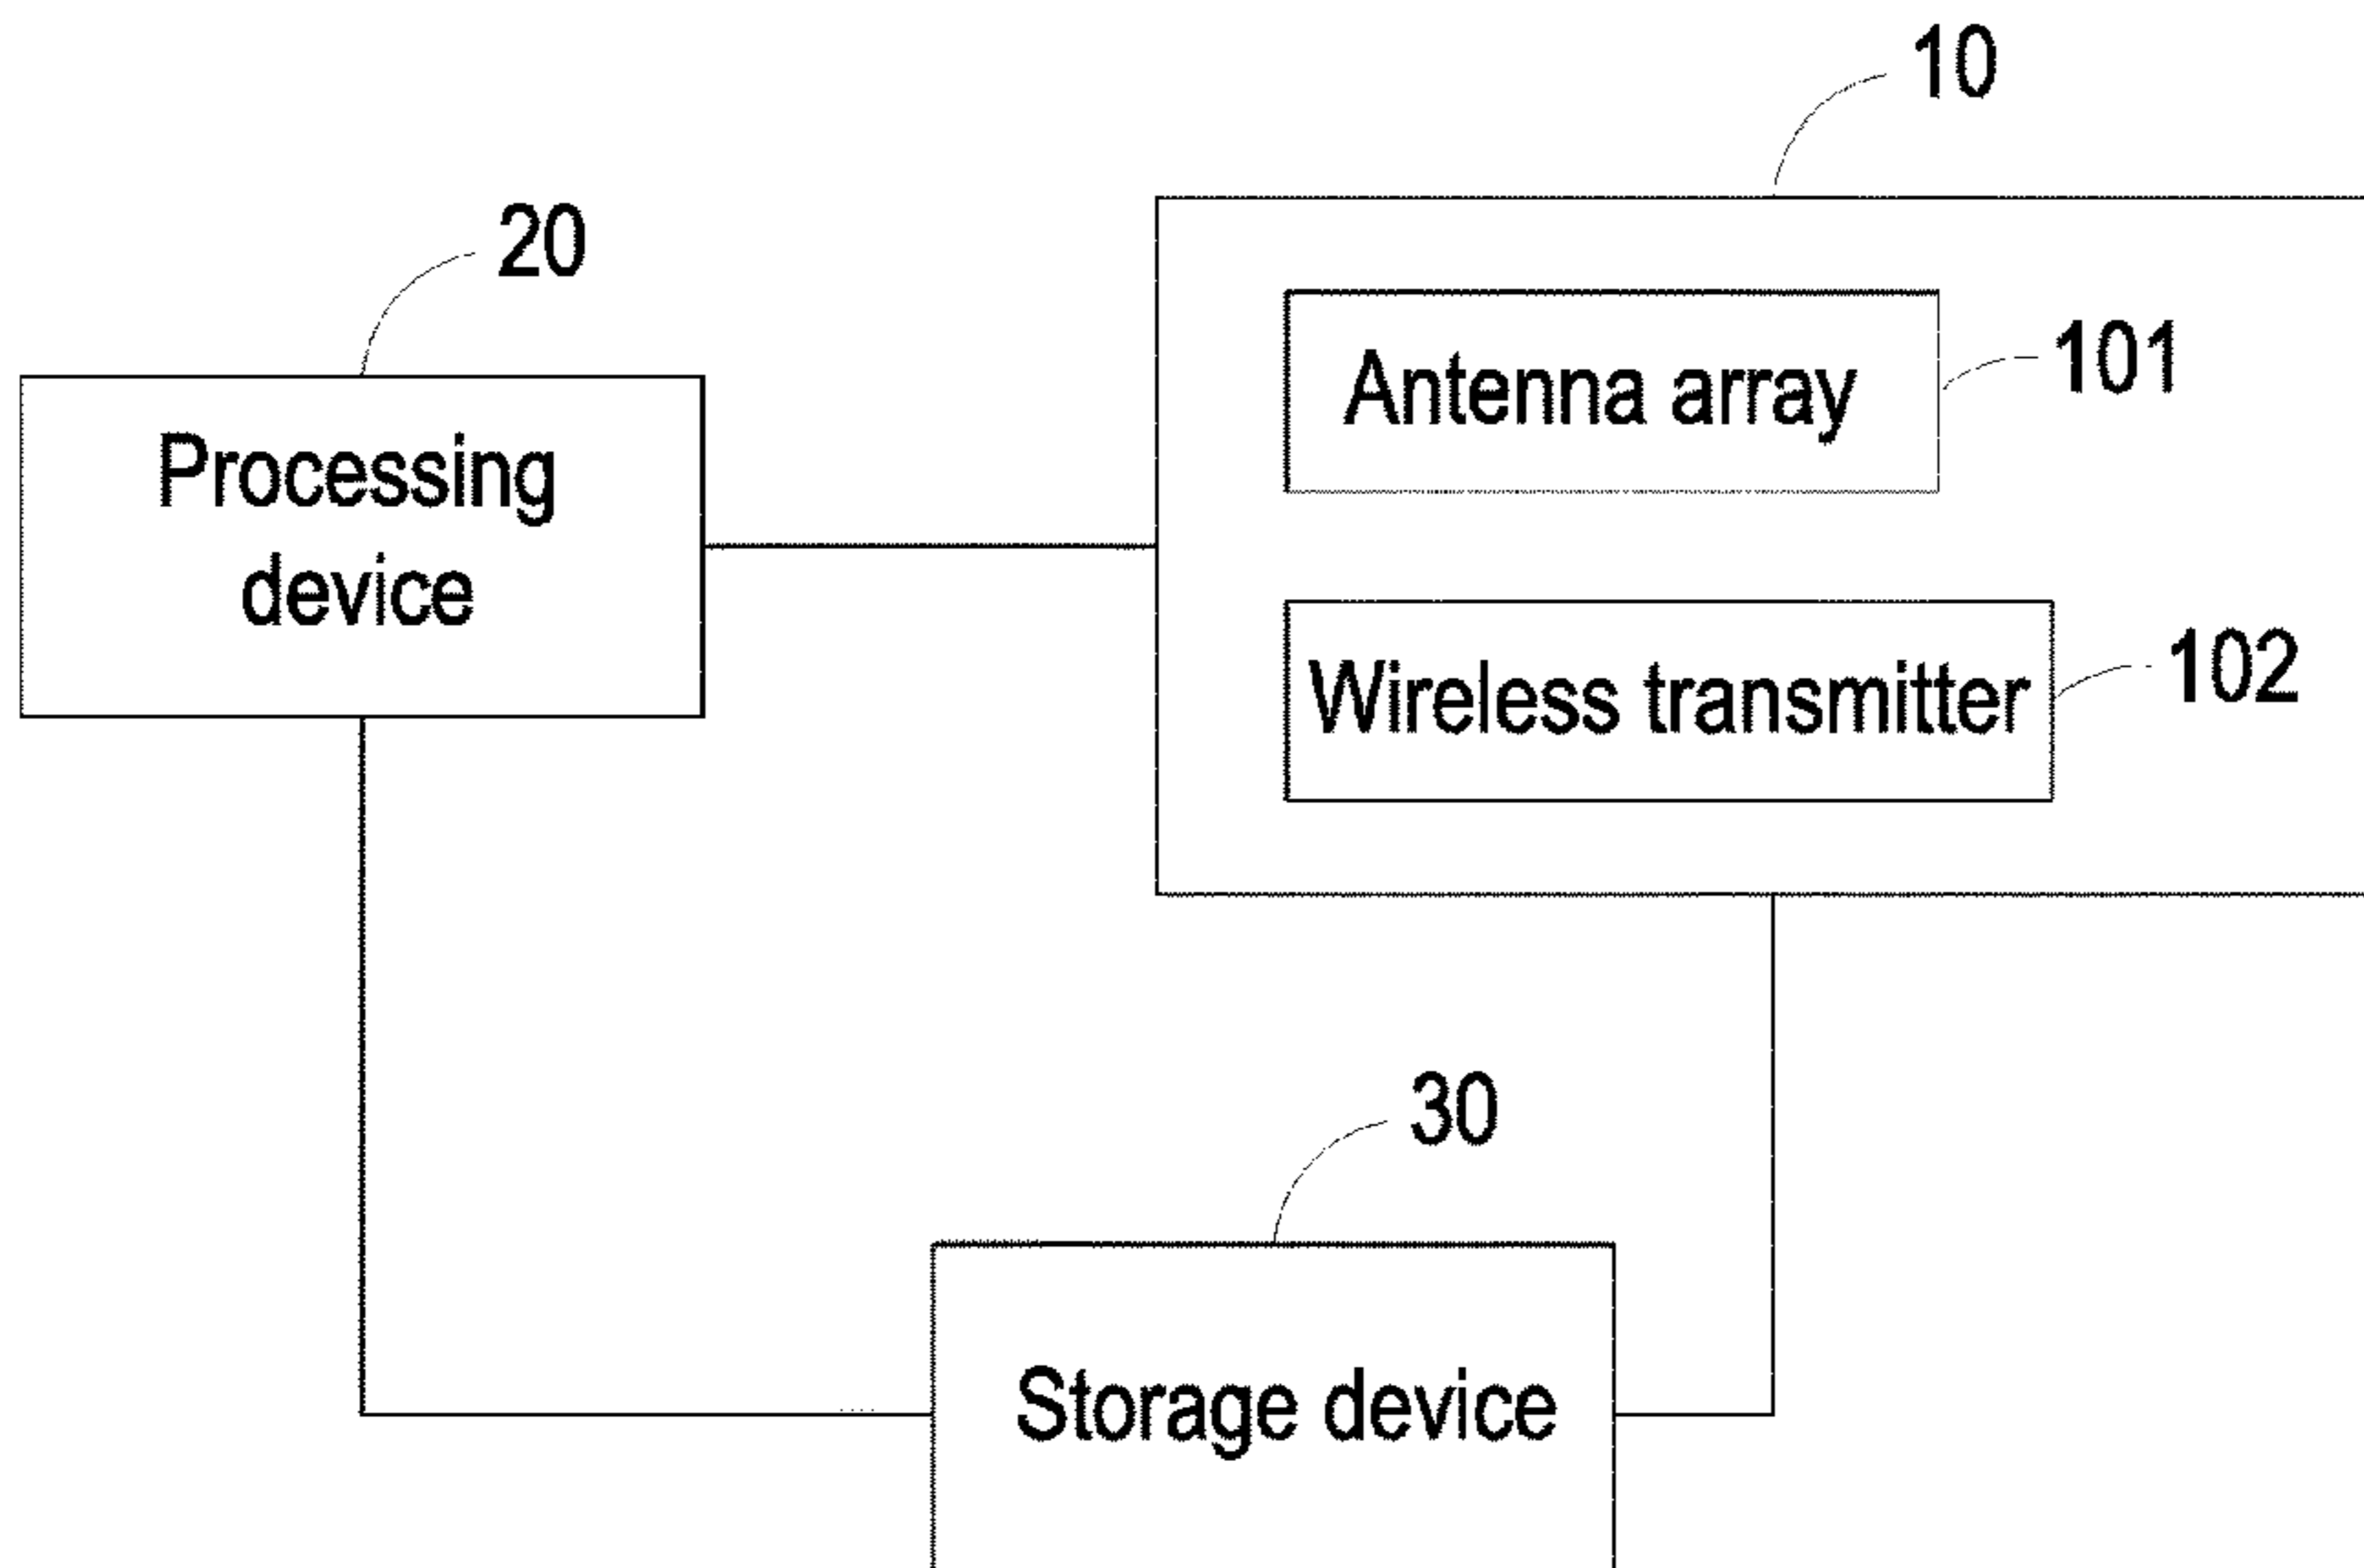 10
20
Antenna array
101
Processing
device
Wireless transmitter
102
30
Storage device